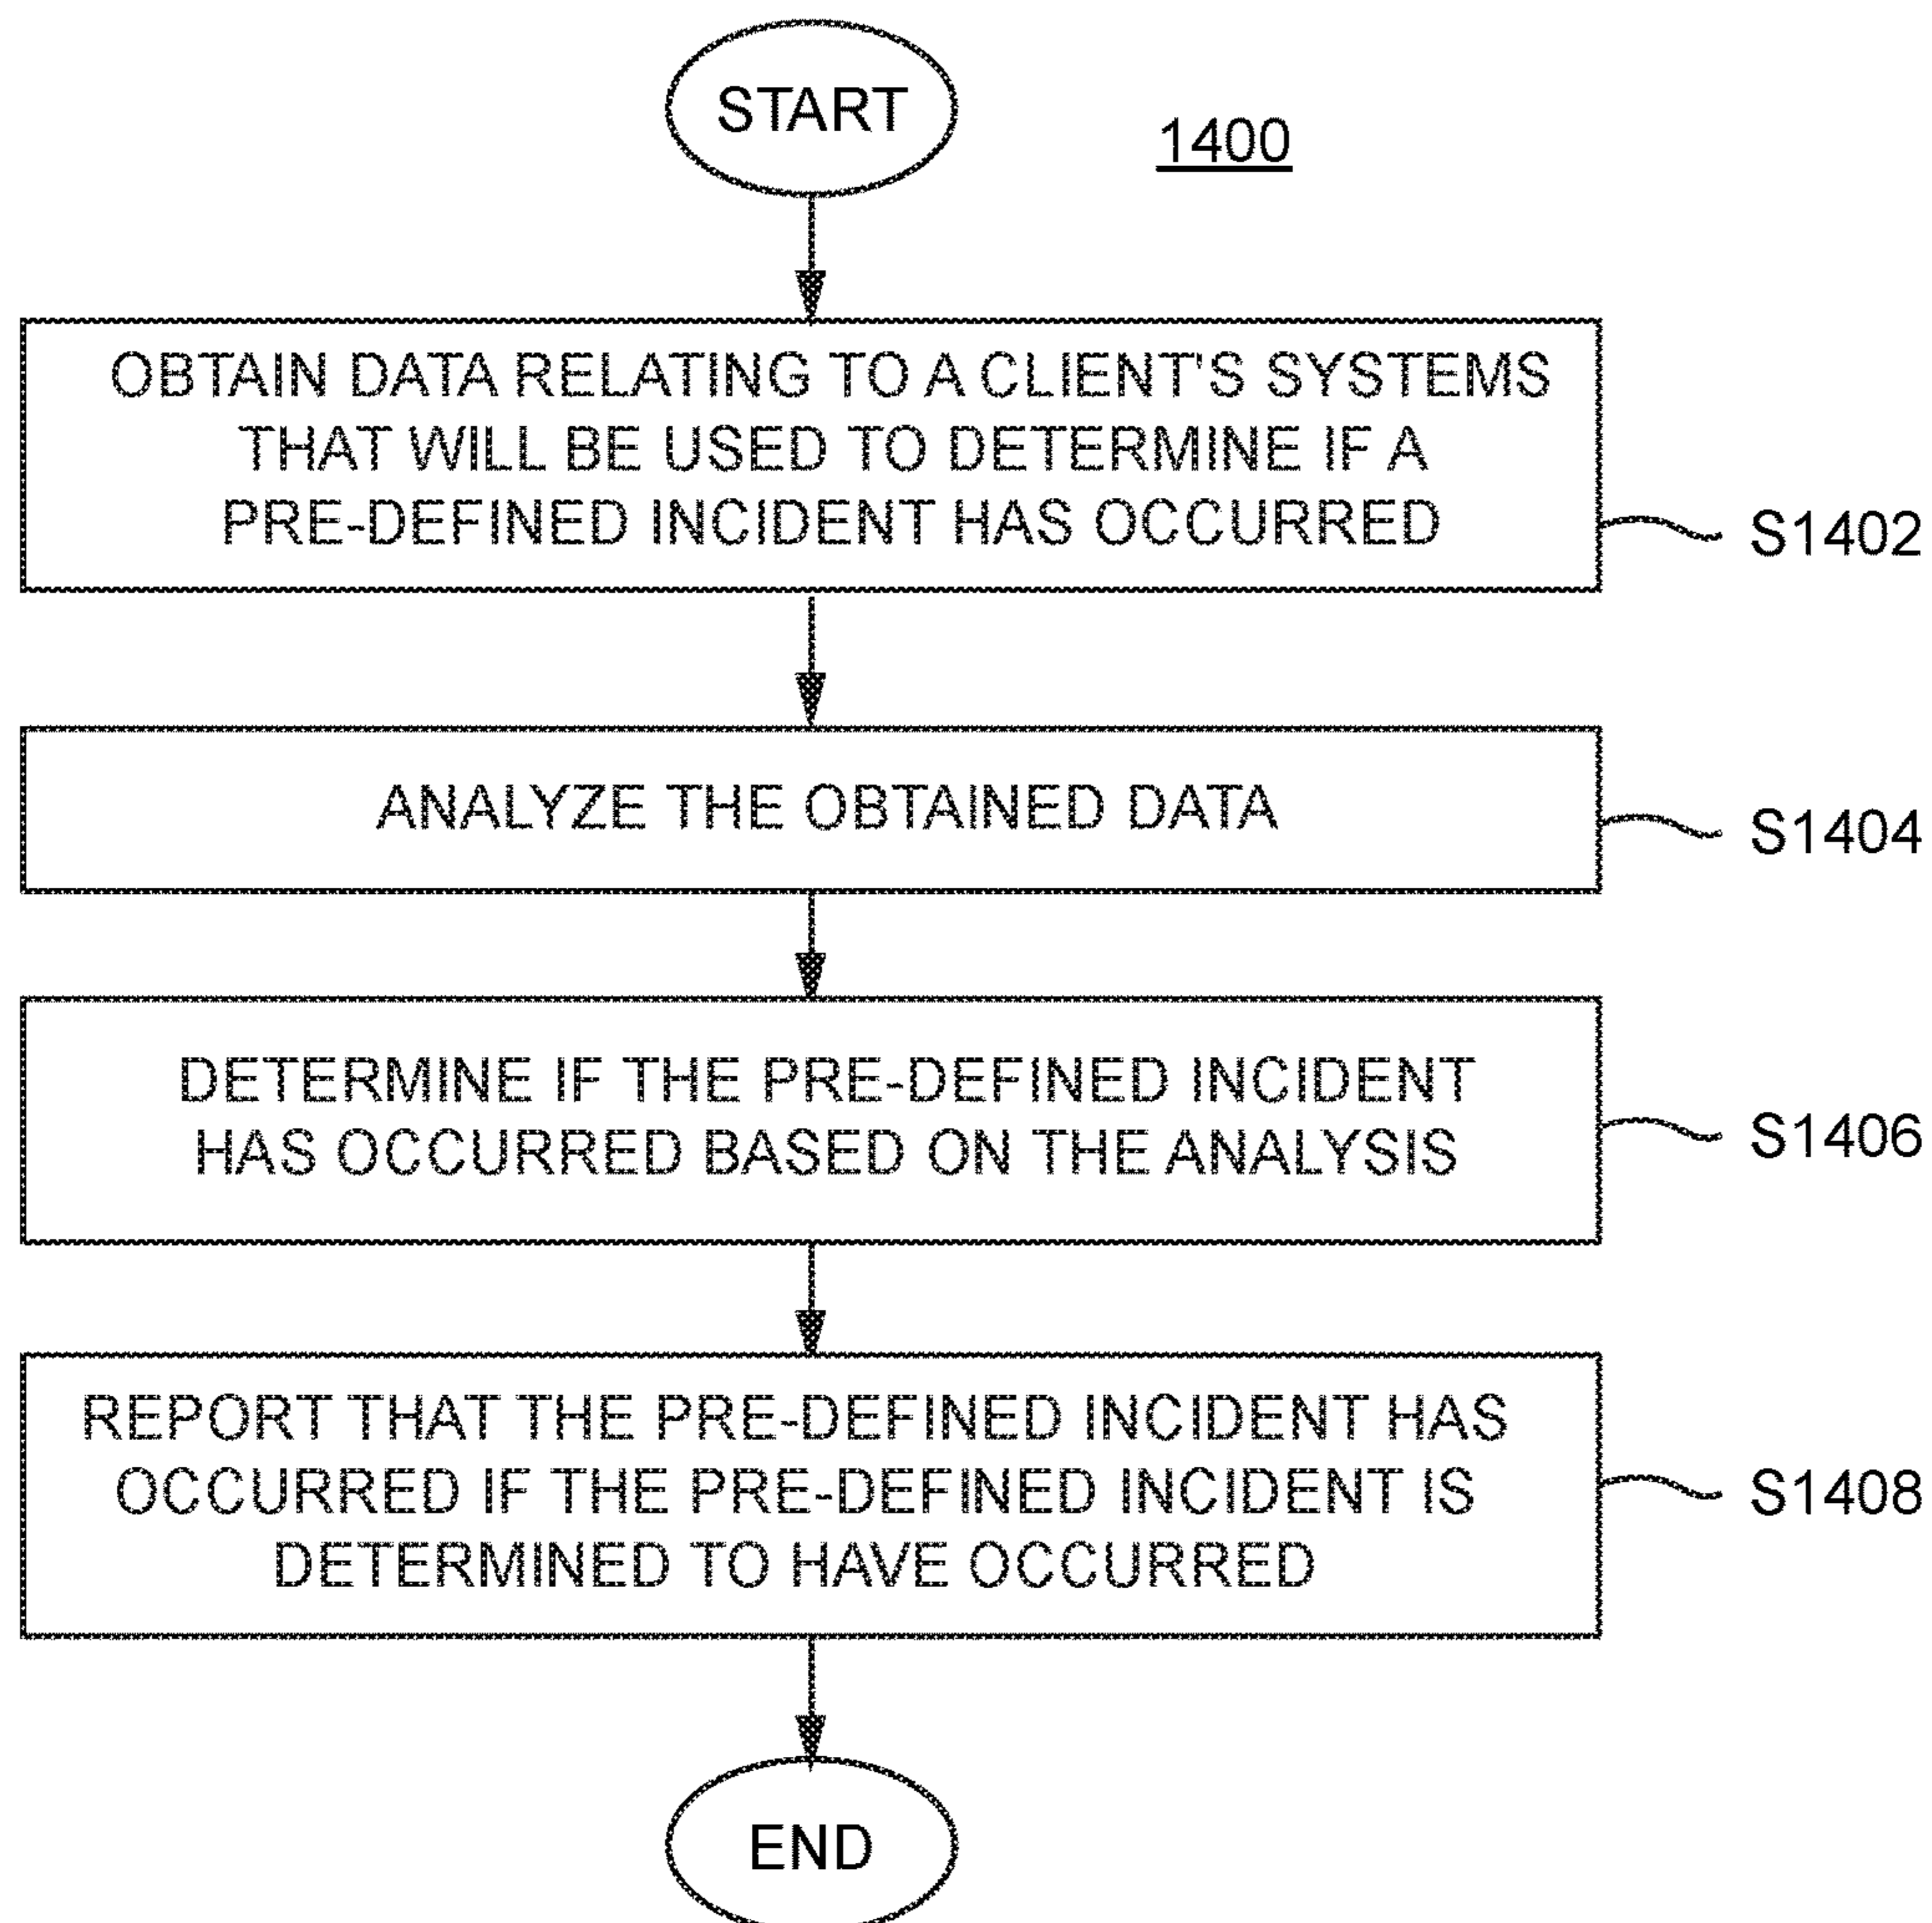 START
1400
OBTAIN DATA RELATING TO A CLIENT'S SYSTEMS
THAT WILL BE USED TO DETERMINE IF A
PRE-DEFINED INCIDENT HAS OCCURRED
S1402
ANALYZE THE OBTAINED DATA
S1404
DETERMINE IF THE PRE-DEFINED INCIDENT
HAS OCCURRED BASED ON THE ANALYSIS
S1406
REPORT THAT THE PRE-DEFINED INCIDENT HAS
OCCURRED IF THE PRE-DEFINED INCIDENT IS
DETERMINED TO HAVE OCCURRED
S1408
END